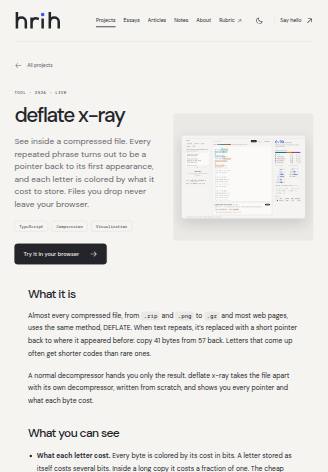 hrih
Projects Essays Articles Notes About Rubric ↗ Say hello ↗
← All projects
TOOL · 2026 · LIVE
deflate x-ray
See inside a compressed file. Every
repeated phrase turns out to be a
pointer back to its first appearance,
and each letter is colored by what it
cost to store. Files you drop never
leave your browser.
TypeScript Compression Visualization
Try it in your browser →
What it is
Almost every compressed file, from .zip and .png to .gz and most web pages,
uses the same method, DEFLATE. When text repeats, it's replaced with a short pointer
back to where it appeared before: copy 41 bytes from 57 back. Letters that come up
often get shorter codes than rare ones.
A normal decompressor hands you only the result. deflate x-ray takes the file apart
with its own decompressor, written from scratch, and shows you every pointer and
what each byte cost.
What you can see
• What each letter cost. Every byte is colored by its cost in bits. A letter stored as
itself costs several bits. Inside a long copy it costs a fraction of one. The cheap